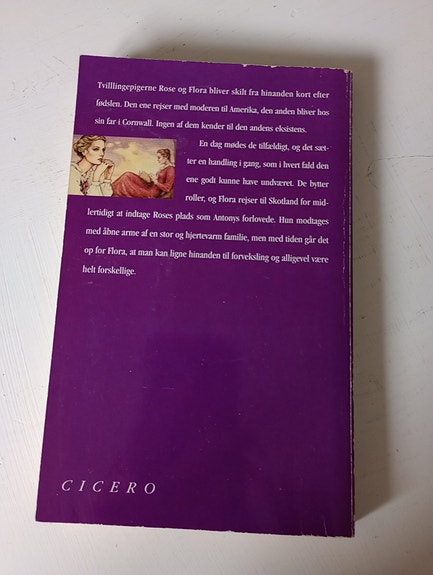 Tvilllingepigerne Rose og Flora bliver skilt fra hinanden kort efter
fødslen. Den ene rejser med moderen til Amerika, den anden bliver hos
sin far i Cornwall. Ingen af dem kender til den andens eksistens.
En dag mødes de tilfældigt, og det sæt-
ter en handling i gang, som i hvert fald den
ene godt kunne have undværet. De bytter
roller, og Flora rejser til Skotland for mid-
lertidigt at indtage Roses plads som Antonys forlovede. Hun modtages
med åbne arme af en stor og hjertevarm familie, men med tiden går det
op for Flora, at man kan ligne hinanden til forveksling og alligevel være
helt forskellige.
CICERO